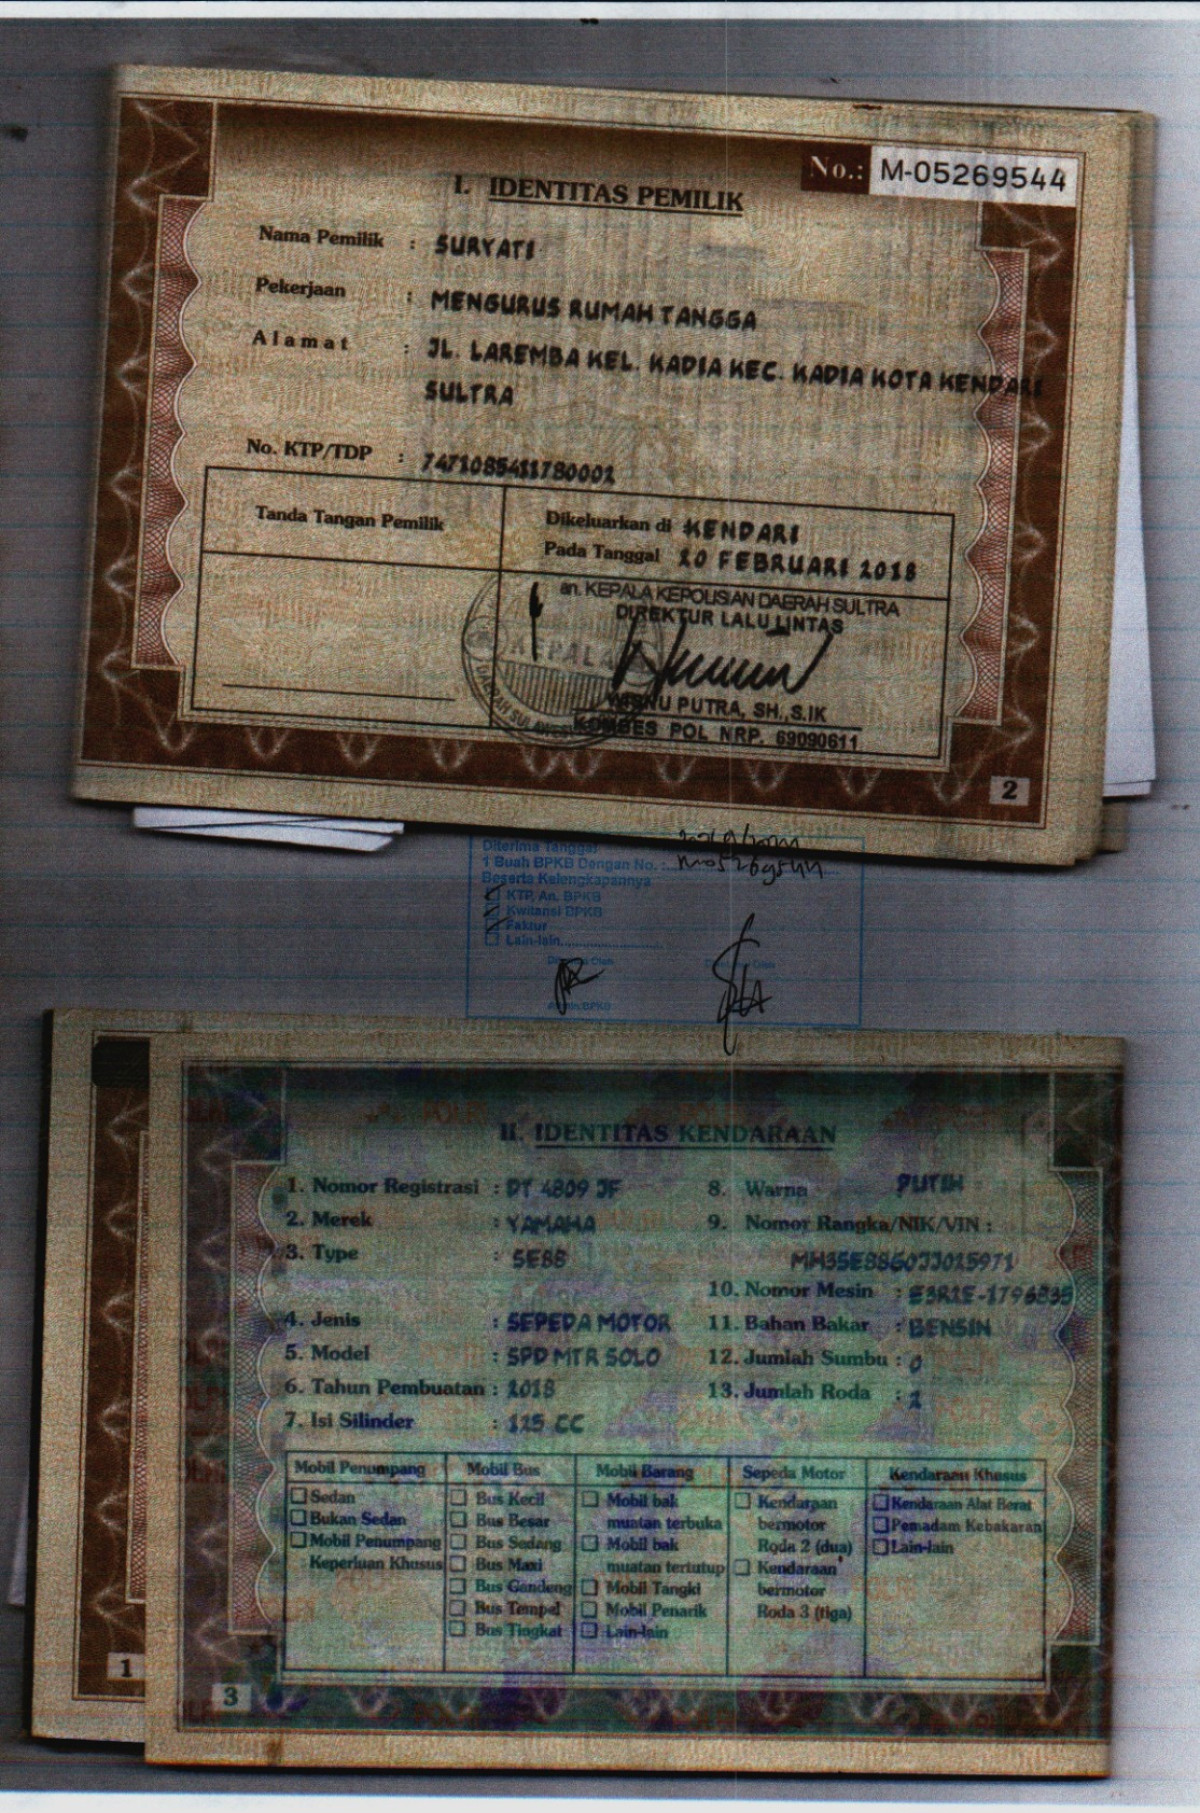 No.: M-05269544
I. IDENTITAS PEMILIK
Nama Pemilik : SURYATI
Pekerjaan : MENGURUS RUMAH TANGGA
Alamat : JL. LAREMBA KEL. KADIA KEC. KADIA KOTA KENDARI
SULTRA
No. KTP/TDP : 7471085411780002
Tanda Tangan Pemilik
Dikeluarkan di KENDARI
Pada Tanggal 20 FEBRUARI 2018
an. KEPALA KEPOLISIAN DAERAH SULTRA
DIREKTUR LALU LINTAS
KEPALA
WISNU PUTRA, SH., S.IK
KOMBES POL NRP. 69090611
2
Diterima Tanggal
1 Buah BPKB Dengan No. : M05269544
Beserta Kelengkapannya
KTP, An. BPKB
Kwitansi BPKB
Faktur
Lain-lain
Admin BPKB
II. IDENTITAS KENDARAAN
1. Nomor Registrasi : DT 4809 JF
2. Merek : YAMAHA
3. Type : SE88
4. Jenis : SEPEDA MOTOR
5. Model : SPD MTR SOLO
6. Tahun Pembuatan : 2018
7. Isi Silinder : 125 CC
8. Warna PUTIH
9. Nomor Rangka/NIK/VIN :
MH3SE8860JJ015971
10. Nomor Mesin : E3R2E-1796835
11. Bahan Bakar : BENSIN
12. Jumlah Sumbu : 0
13. Jumlah Roda : 2
Mobil Penumpang
Sedan
Bukan Sedan
Mobil Penumpang
Keperluan Khusus
Mobil Bus
Bus Kecil
Bus Besar
Bus Sedang
Bus Maxi
Bus Gandeng
Bus Tempel
Bus Tingkat
Mobil Barang
Mobil bak
muatan terbuka
Mobil bak
muatan tertutup
Mobil Tangki
Mobil Penarik
Lain-lain
Sepeda Motor
Kendaraan
bermotor
Roda 2 (dua)
Kendaraan
bermotor
Roda 3 (tiga)
Kendaraan Khusus
Kendaraan Alat Berat
Pemadam Kebakaran
Lain-lain
1
3